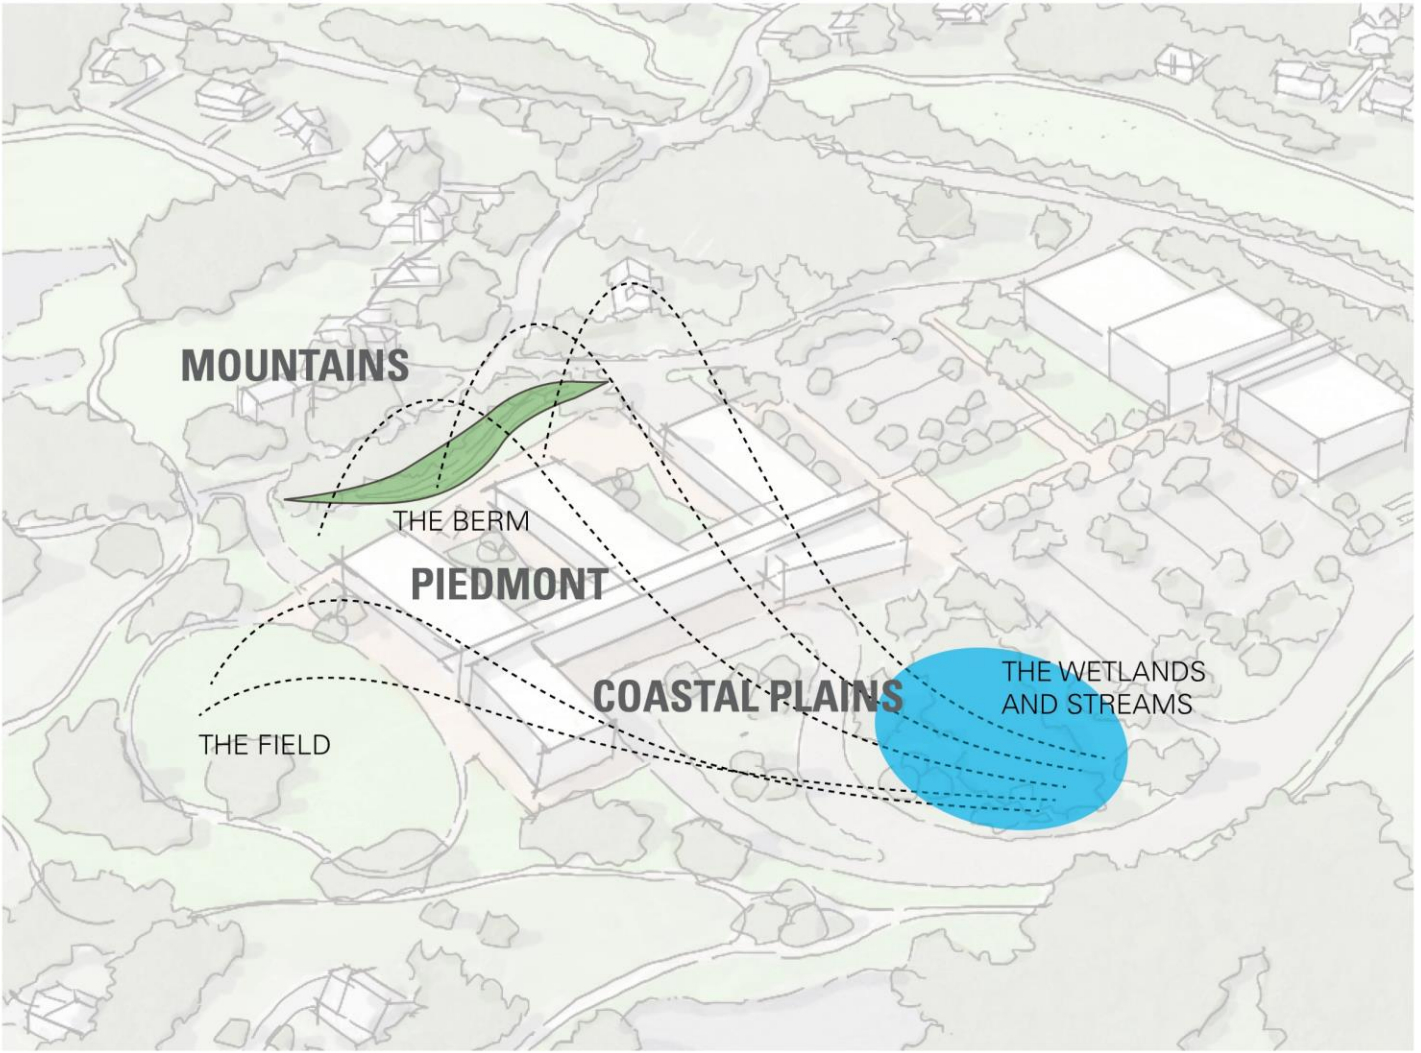 MOUNTAINS
THE BERM
PIEDMONT
COASTAL PLAINS
THE WETLANDS
AND STREAMS
THE FIELD